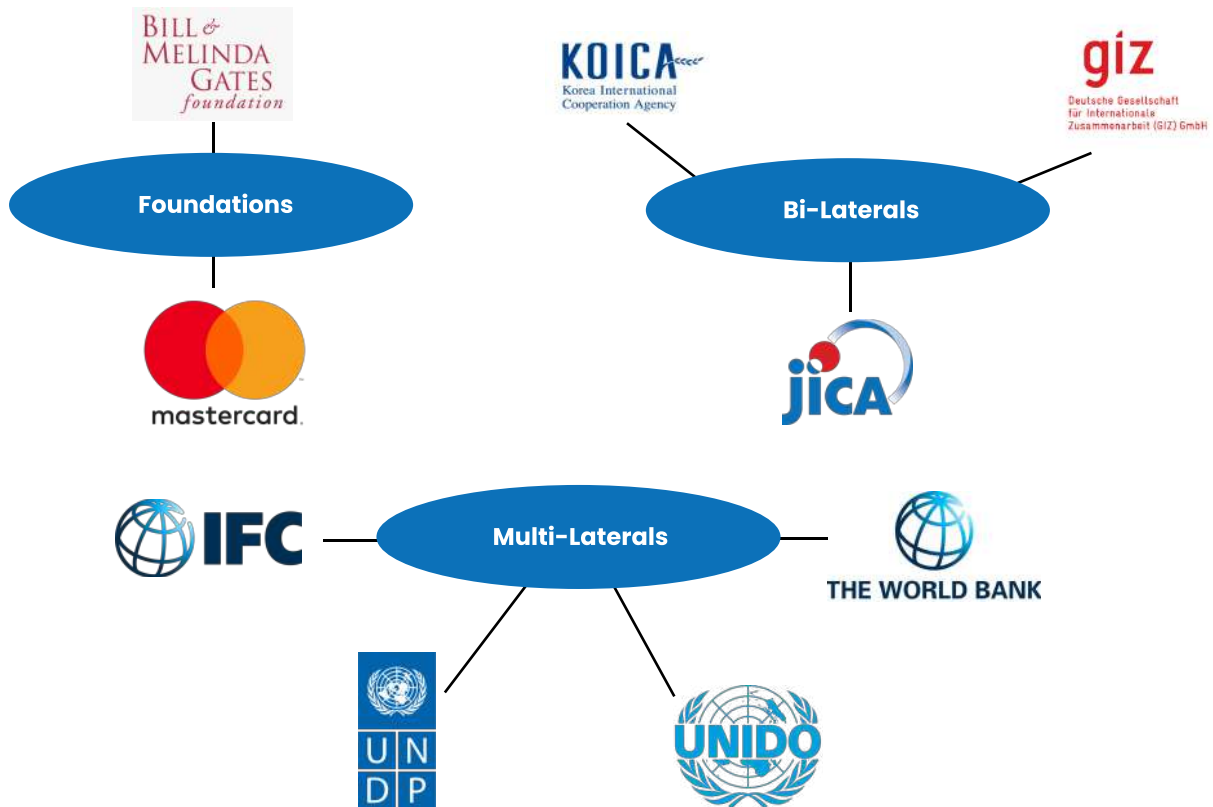 BILL &
MELINDA
GATES
foundation
KOICA
Korea International
Cooperation Agency
giz
Deutsche Gesellschaft
für Internationale
Zusammenarbeit (GIZ) GmbH
Foundations
Bi-Laterals
mastercard.
jica
IFC
Multi-Laterals
THE WORLD BANK
U N
D P
UNIDO